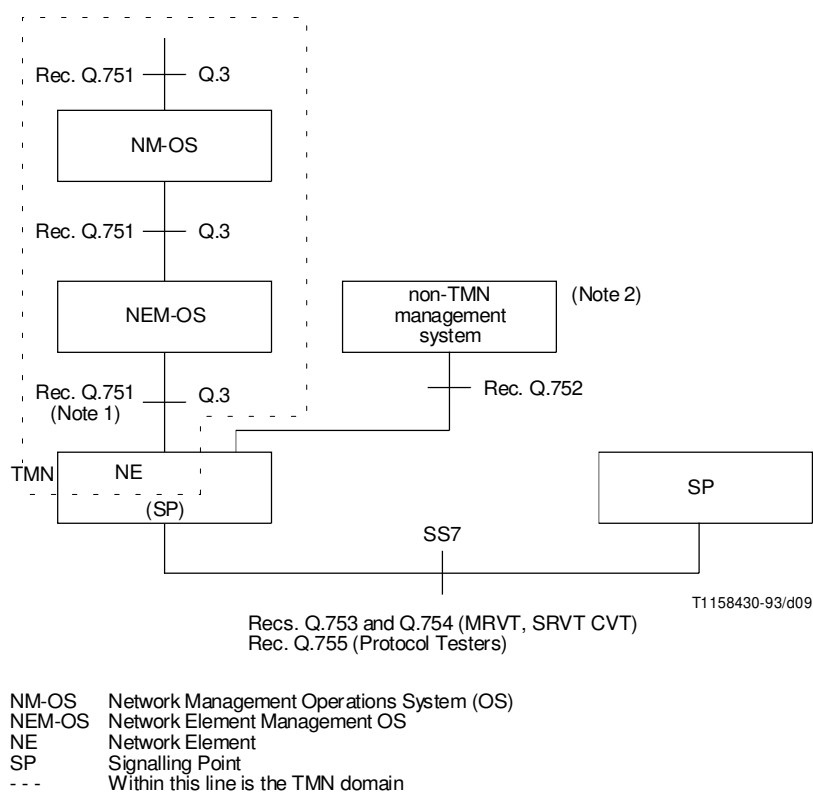 Rec. Q.751 Q.3
NM-OS
Rec. Q.751 Q.3
NEM-OS
non-TMN
management
system
(Note 2)
Rec. Q.751
(Note 1)
Q.3
Rec. Q.752
TMN
NE
(SP)
SP
SS7
T1158430-93/d09
Recs. Q.753 and Q.754 (MRVT, SRVT CVT)
Rec. Q.755 (Protocol Testers)
NM-OS Network Management Operations System (OS)
NEM-OS Network Element Management OS
NE Network Element
SP Signalling Point
- - - Within this line is the TMN domain